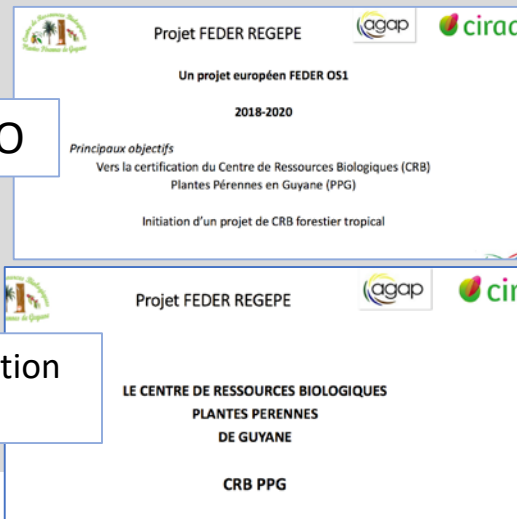 Projet FEDER REGEPE
agap
cirad
Un projet européen FEDER OS1
2018-2020
O
Principaux objectifs
Vers la certification du Centre de Ressources Biologiques (CRB)
Plantes Pérennes en Guyane (PPG)
Initiation d'un projet de CRB forestier tropical
Projet FEDER REGEPE
agap
cir
tion
LE CENTRE DE RESSOURCES BIOLOGIQUES
PLANTES PERENNES
DE GUYANE
CRB PPG